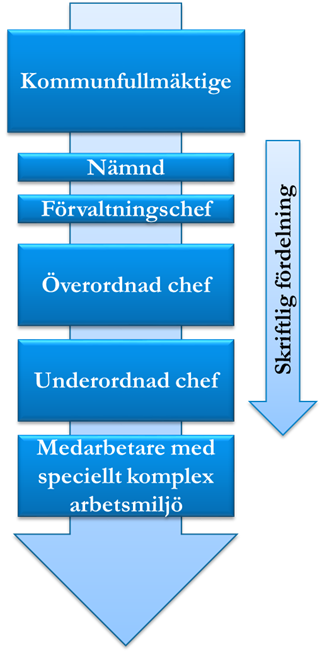 Kommunfullmäktige
Nämnd
Förvaltningschef
Överordnad chef
Underordnad chef
Medarbetare med
speciellt komplex
arbetsmiljö
Skriftlig fördelning